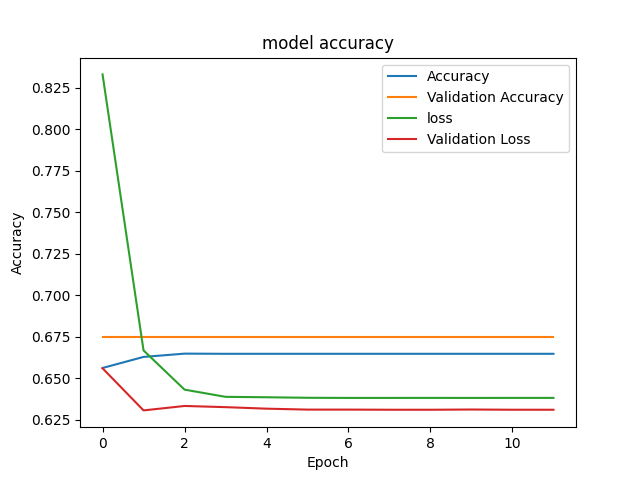 model accuracy
Accuracy
Validation Accuracy
loss
Validation Loss
0.825
0.800
0.775
0.750
0.725
0.700
0.675
0.650
0.625
Accuracy
0 2 4 6 8 10
Epoch